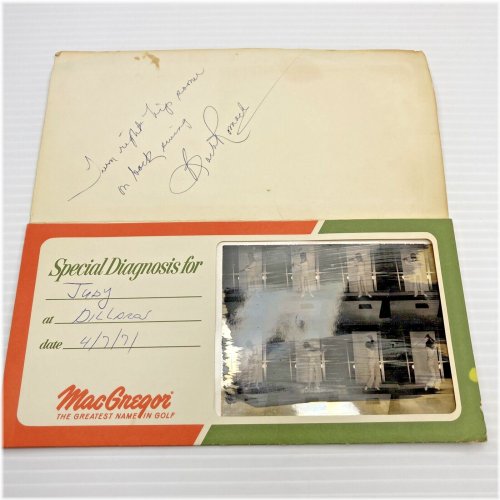 Turn right hip sooner
on back swing
Special Diagnosis for
Judy
at Dillards
date 4/7/71
MacGregor®
THE GREATEST NAME IN GOLF